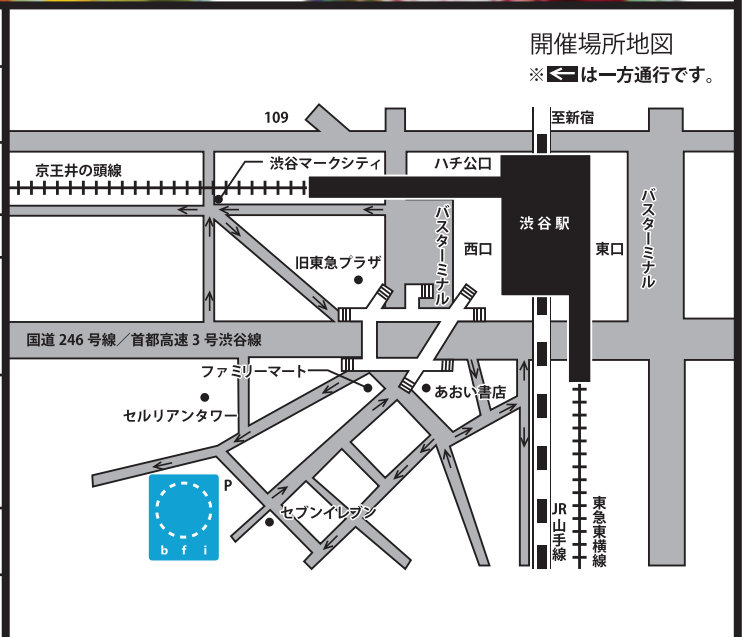 開催場所地図
※←は一方通行です。
109
至新宿
京王井の頭線
渋谷マークシティ
ハチ公口
バスターミナル
渋谷駅
バスターミナル
西口
東口
旧東急プラザ
国道246号線／首都高速3号渋谷線
ファミリーマート
あおい書店
セルリアンタワー
P
セブンイレブン
JR山手線
東急東横線
b f i